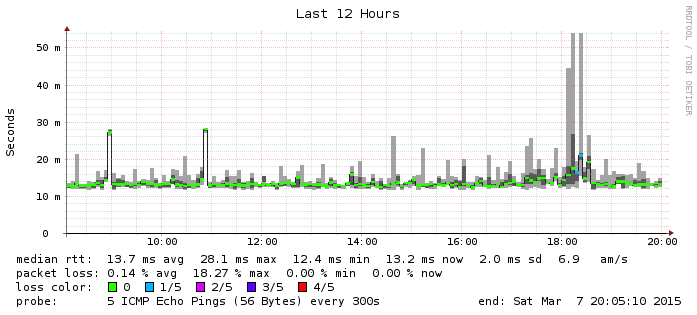 Last 12 Hours
RRDTOOL / TOBI OETIKER
Seconds
50 m
40 m
30 m
20 m
10 m
0
10:00 12:00 14:00 16:00 18:00 20:00
median rtt: 13.7 ms avg 28.1 ms max 12.4 ms min 13.2 ms now 2.0 ms sd 6.9 am/s
packet loss: 0.14 % avg 18.27 % max 0.00 % min 0.00 % now
loss color: 0 1/5 2/5 3/5 4/5
probe: 5 ICMP Echo Pings (56 Bytes) every 300s end: Sat Mar 7 20:05:10 2015